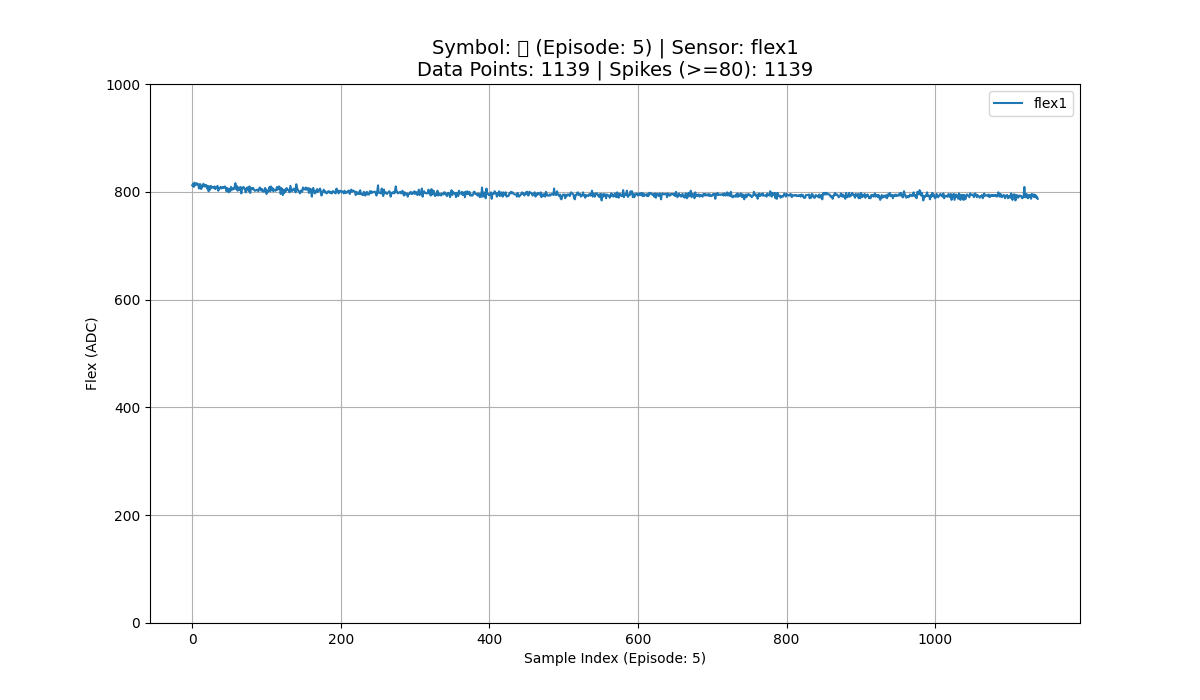 Symbol: (Episode: 5) | Sensor: flex1
Data Points: 1139 | Spikes (>=80): 1139
flex1
1000
800
600
400
200
0
Flex (ADC)
0 200 400 600 800 1000
Sample Index (Episode: 5)